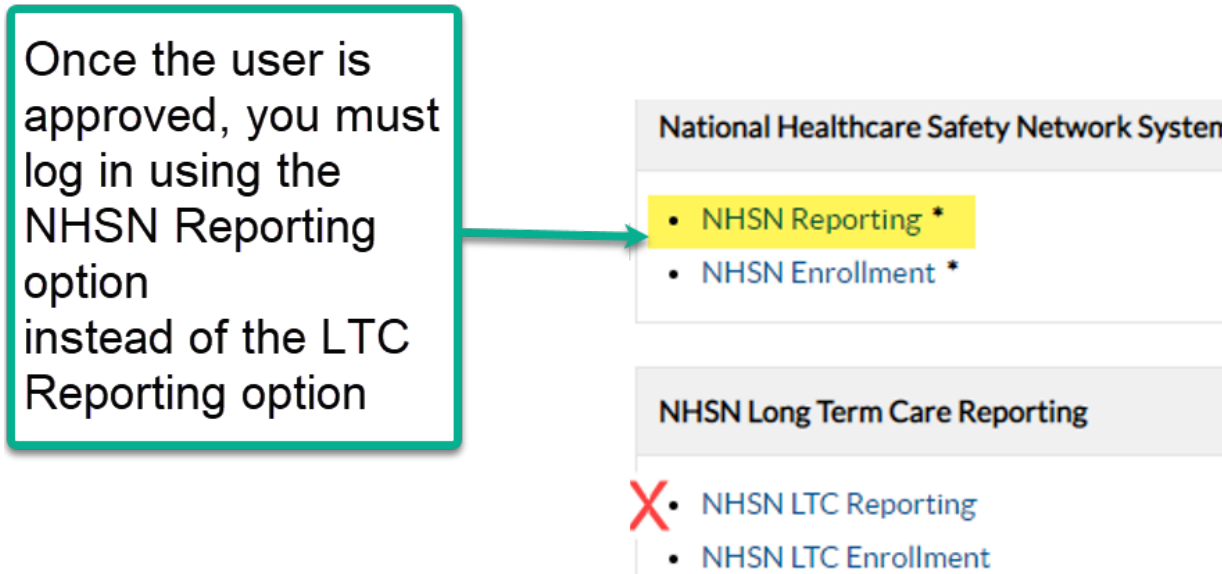 Once the user is
approved, you must
log in using the
NHSN Reporting
option
instead of the LTC
Reporting option
National Healthcare Safety Network System
• NHSN Reporting *
• NHSN Enrollment *
NHSN Long Term Care Reporting
X • NHSN LTC Reporting
• NHSN LTC Enrollment